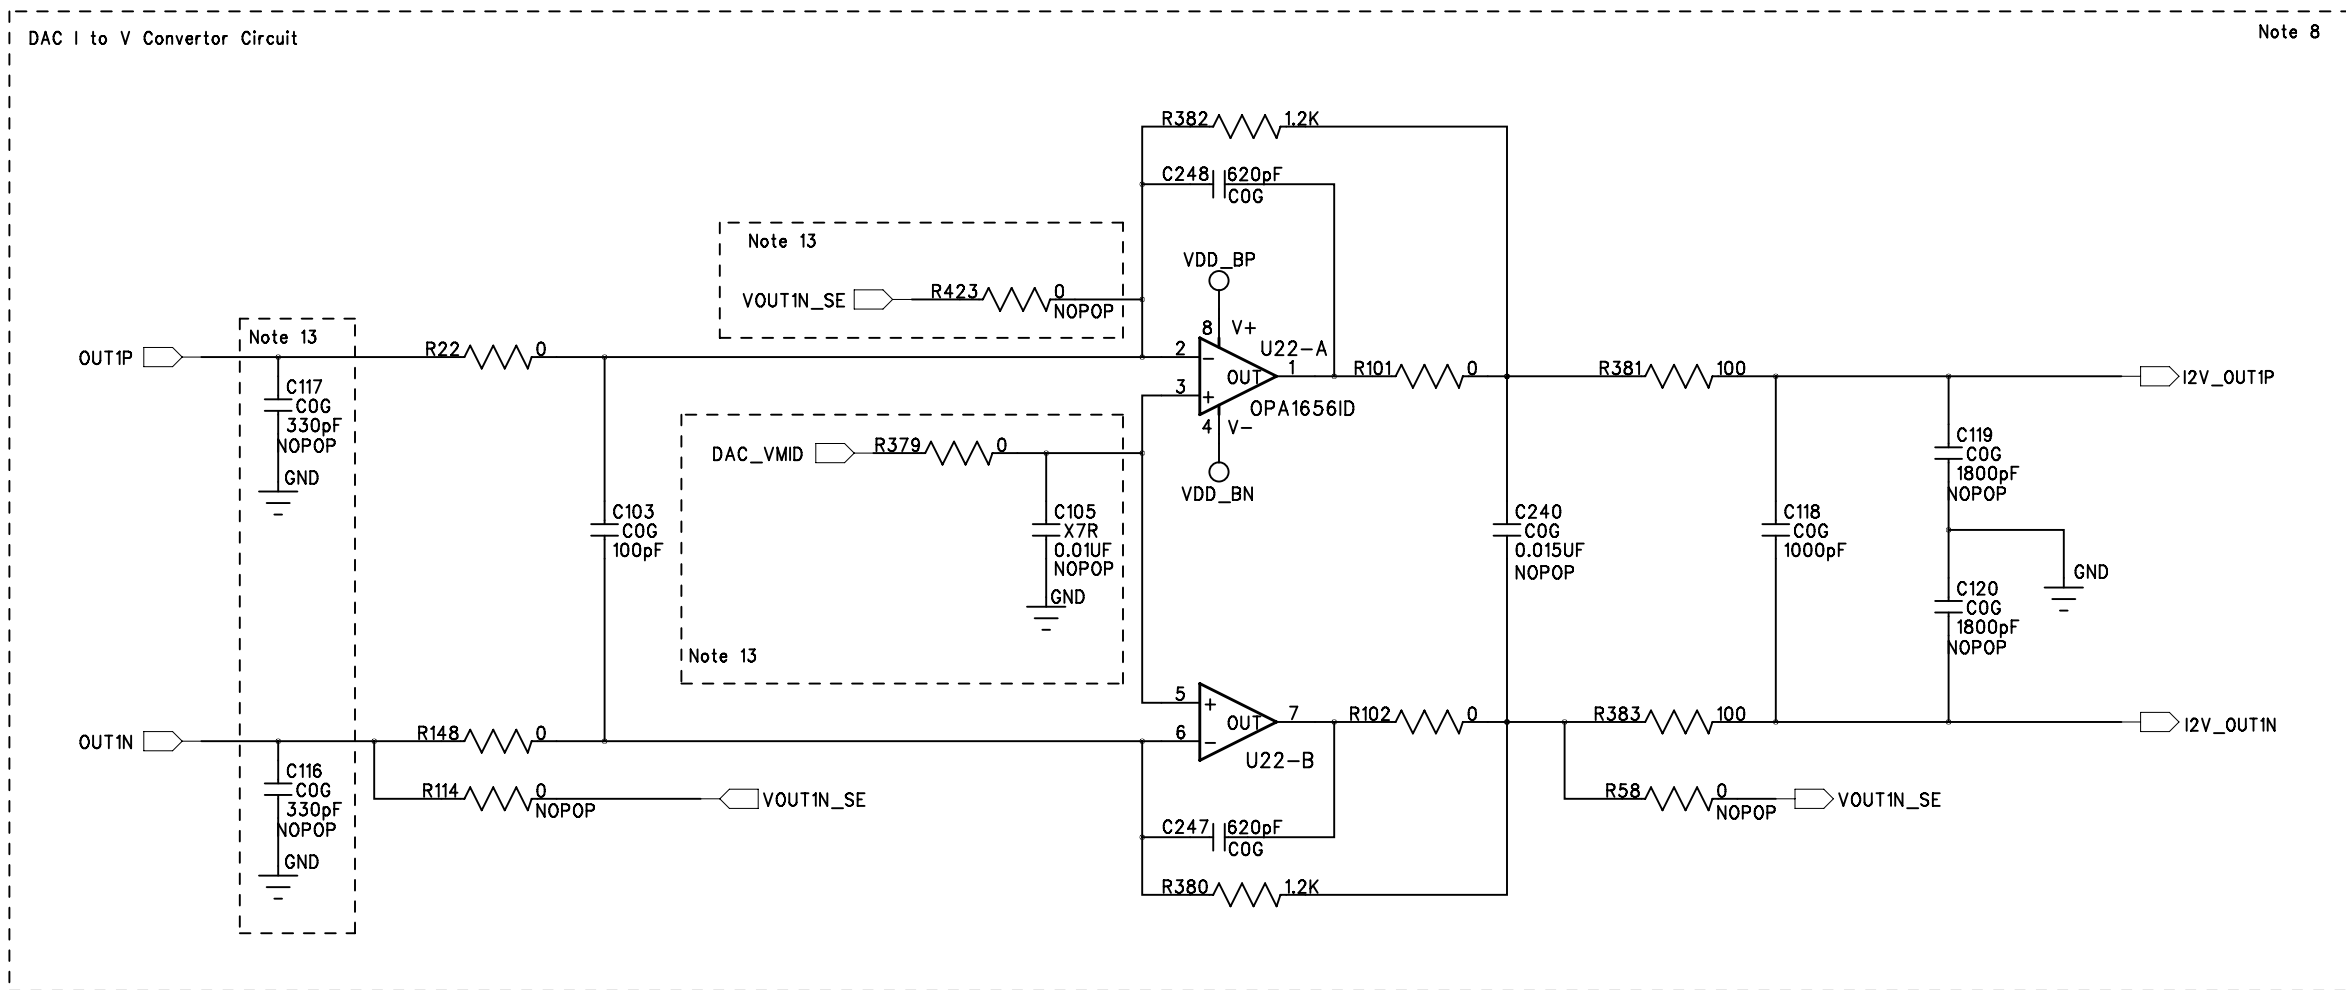 DAC I to V Convertor Circuit
Note 8
R382 1.2K
C248 620pF
C0G
Note 13
VOUT1N_SE R423 0
NOPOP
VDD_BP
8 V+
U22-A
2 −
3 +
OUT 1
OPA1656ID
4 V−
VDD_BN
Note 13
OUT1P
R22 0
C117
C0G
330pF
NOPOP
GND
R101 0
R381 100
I2V_OUT1P
DAC_VMID R379 0
C105
X7R
0.01UF
NOPOP
GND
Note 13
C103
C0G
100pF
C240
C0G
0.015UF
NOPOP
C118
C0G
1000pF
C119
C0G
1800pF
NOPOP
GND
C120
C0G
1800pF
NOPOP
5 +
6 −
OUT 7
U22-B
R102 0
R383 100
I2V_OUT1N
OUT1N
R148 0
C116
C0G
330pF
NOPOP
GND
R114 0
NOPOP
VOUT1N_SE
R58 0
NOPOP
VOUT1N_SE
C247 620pF
C0G
R380 1.2K